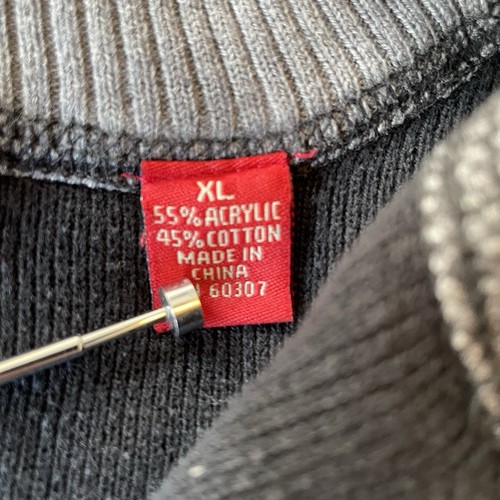 XL
55% ACRYLIC
45% COTTON
MADE IN
CHINA
60307